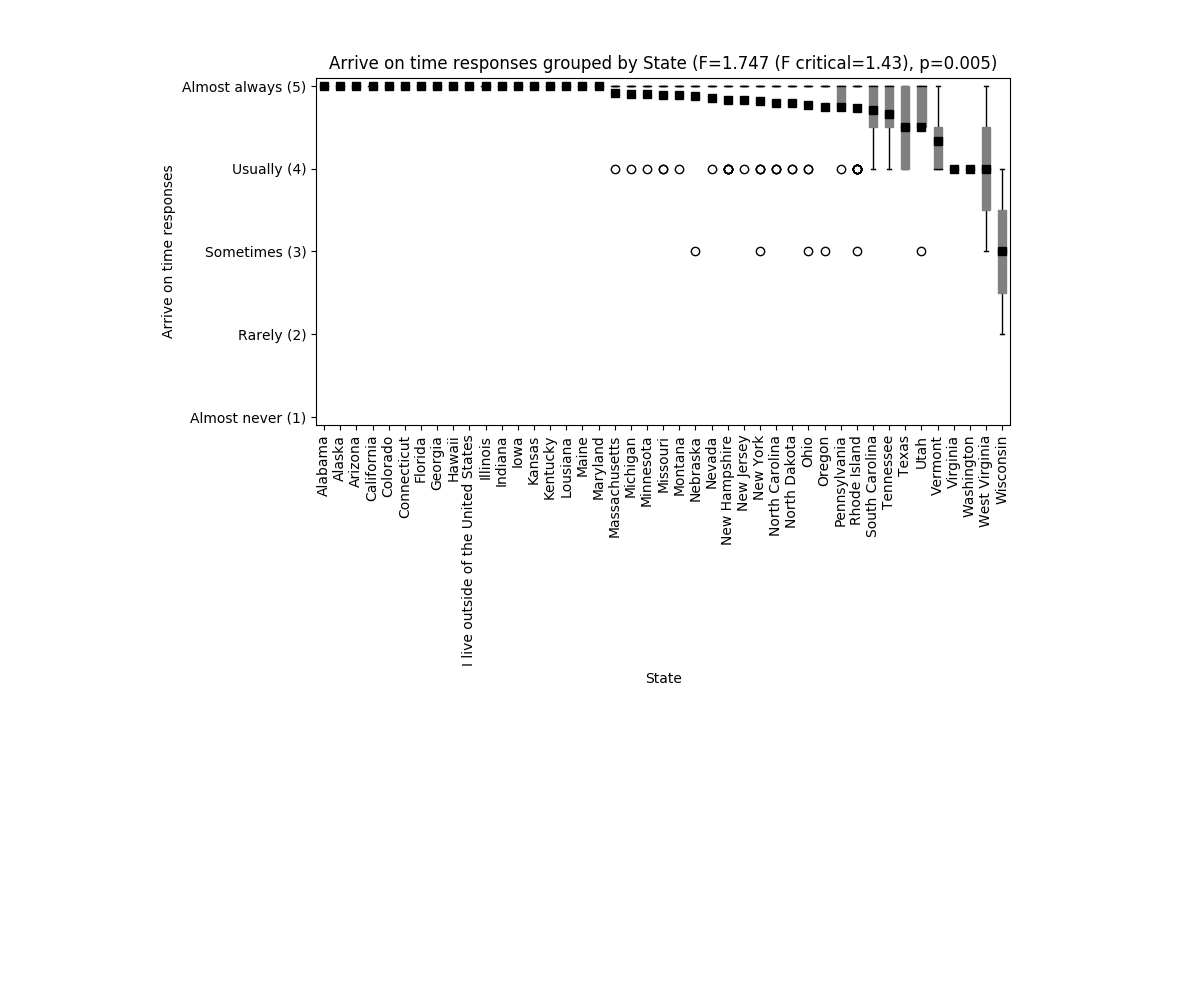 Arrive on time responses grouped by State (F=1.747 (F critical=1.43), p=0.005)
Almost always (5)
Usually (4)
Sometimes (3)
Rarely (2)
Almost never (1)
Arrive on time responses
Alabama
Alaska
Arizona
California
Colorado
Connecticut
Florida
Georgia
Hawaii
I live outside of the United States
Illinois
Indiana
Iowa
Kansas
Kentucky
Lousiana
Maine
Maryland
Massachusetts
Michigan
Minnesota
Missouri
Montana
Nebraska
Nevada
New Hampshire
New Jersey
New York
North Carolina
North Dakota
Ohio
Oregon
Pennsylvania
Rhode Island
South Carolina
Tennessee
Texas
Utah
Vermont
Virginia
Washington
West Virginia
Wisconsin
State